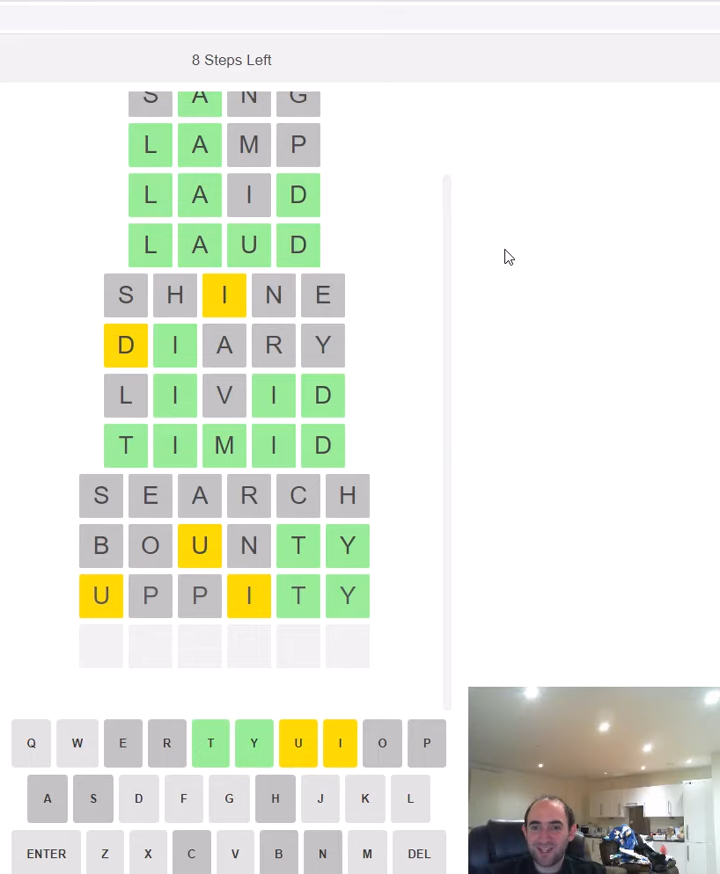 8 Steps Left
S A N G
L A M P
L A I D
L A U D
S H I N E
D I A R Y
L I V I D
T I M I D
S E A R C H
B O U N T Y
U P P I T Y
Q W E R T Y U I O P
A S D F G H J K L
ENTER Z X C V B N M DEL